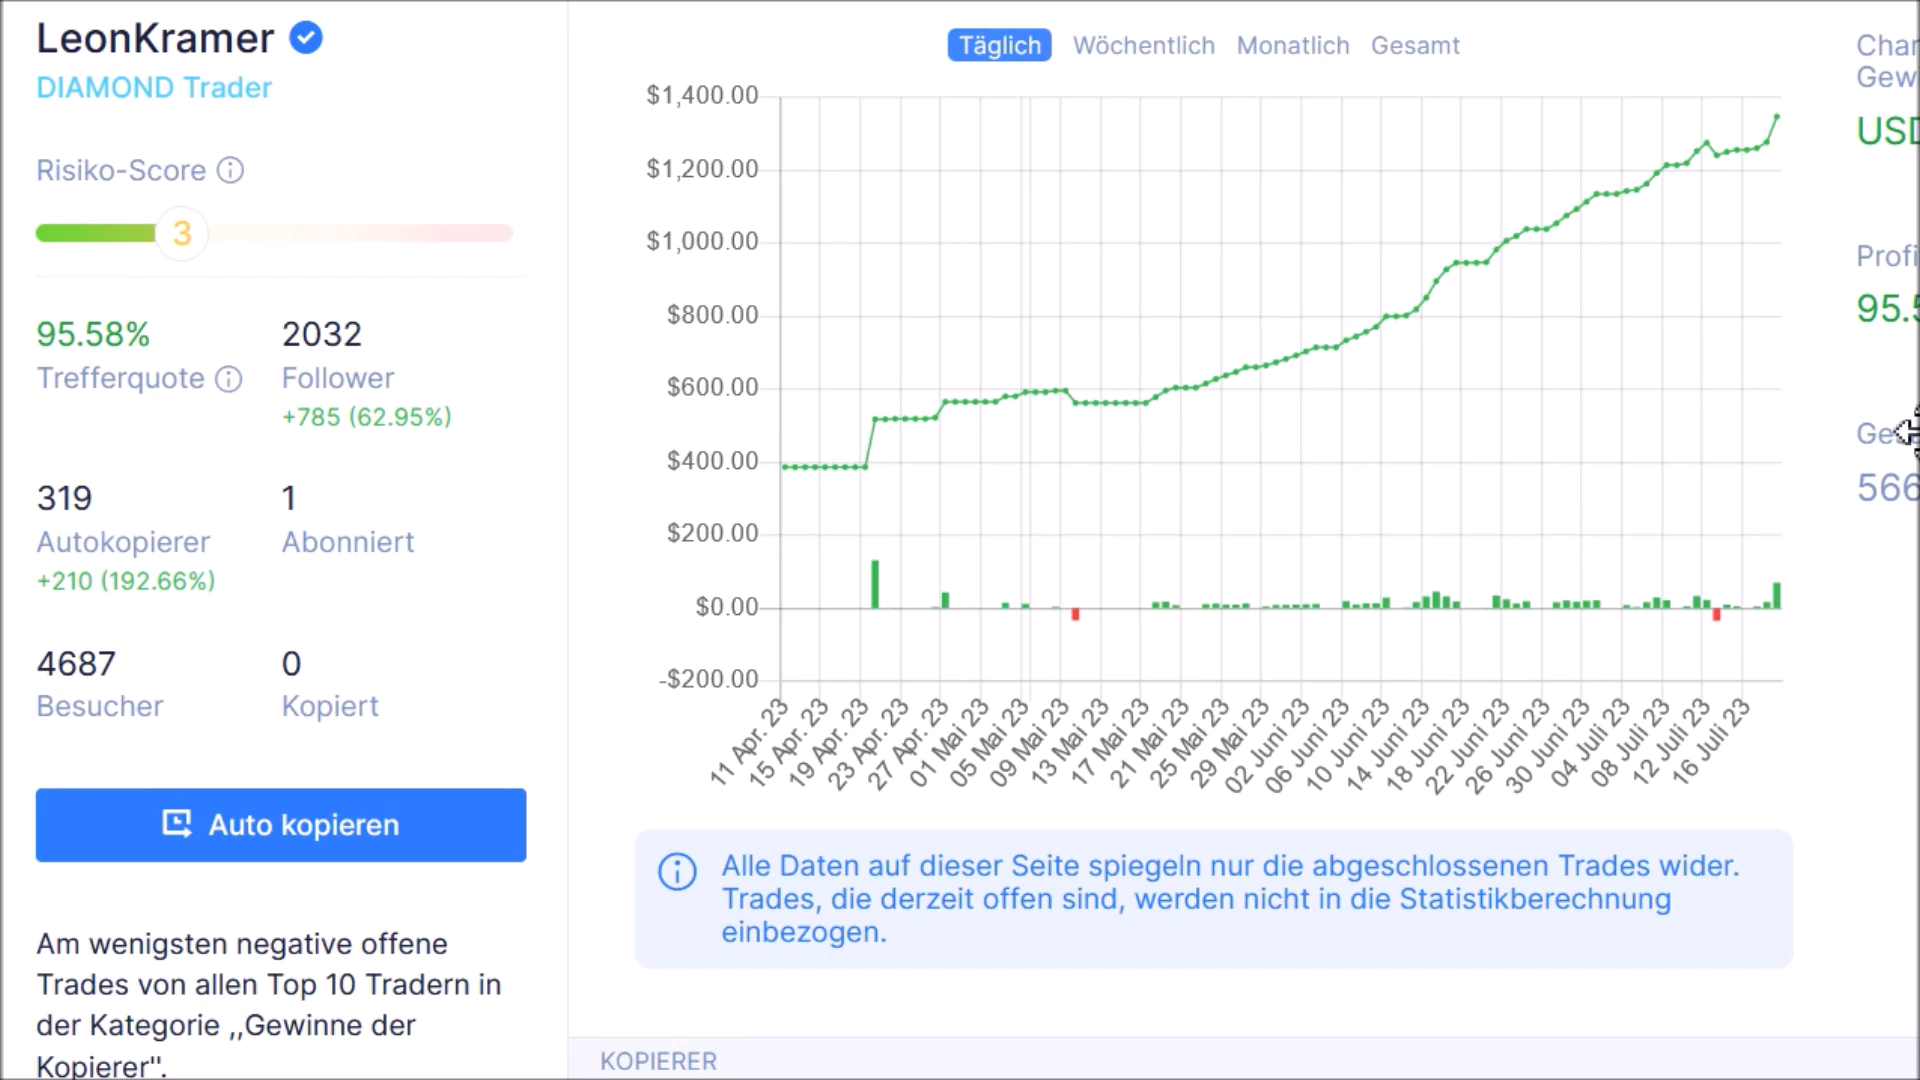 LeonKramer
DIAMOND Trader
Risiko-Score
3
95.58%
Trefferquote
2032
Follower
+785 (62.95%)
319
Autokopierer
+210 (192.66%)
1
Abonniert
4687
Besucher
0
Kopiert
Auto kopieren
Am wenigsten negative offene
Trades von allen Top 10 Tradern in
der Kategorie ,,Gewinne der
Kopierer".
Täglich Wöchentlich Monatlich Gesamt
$1,400.00
$1,200.00
$1,000.00
$800.00
$600.00
$400.00
$200.00
$0.00
-$200.00
11 Apr. 23
15 Apr. 23
19 Apr. 23
23 Apr. 23
27 Apr. 23
01 Mai 23
05 Mai 23
09 Mai 23
13 Mai 23
17 Mai 23
21 Mai 23
25 Mai 23
29 Mai 23
02 Juni 23
06 Juni 23
10 Juni 23
14 Juni 23
18 Juni 23
22 Juni 23
26 Juni 23
30 Juni 23
04 Juli 23
08 Juli 23
12 Juli 23
16 Juli 23
Alle Daten auf dieser Seite spiegeln nur die abgeschlossenen Trades wider.
Trades, die derzeit offen sind, werden nicht in die Statistikberechnung
einbezogen.
KOPIERER
Gew
Profi
95.5
566